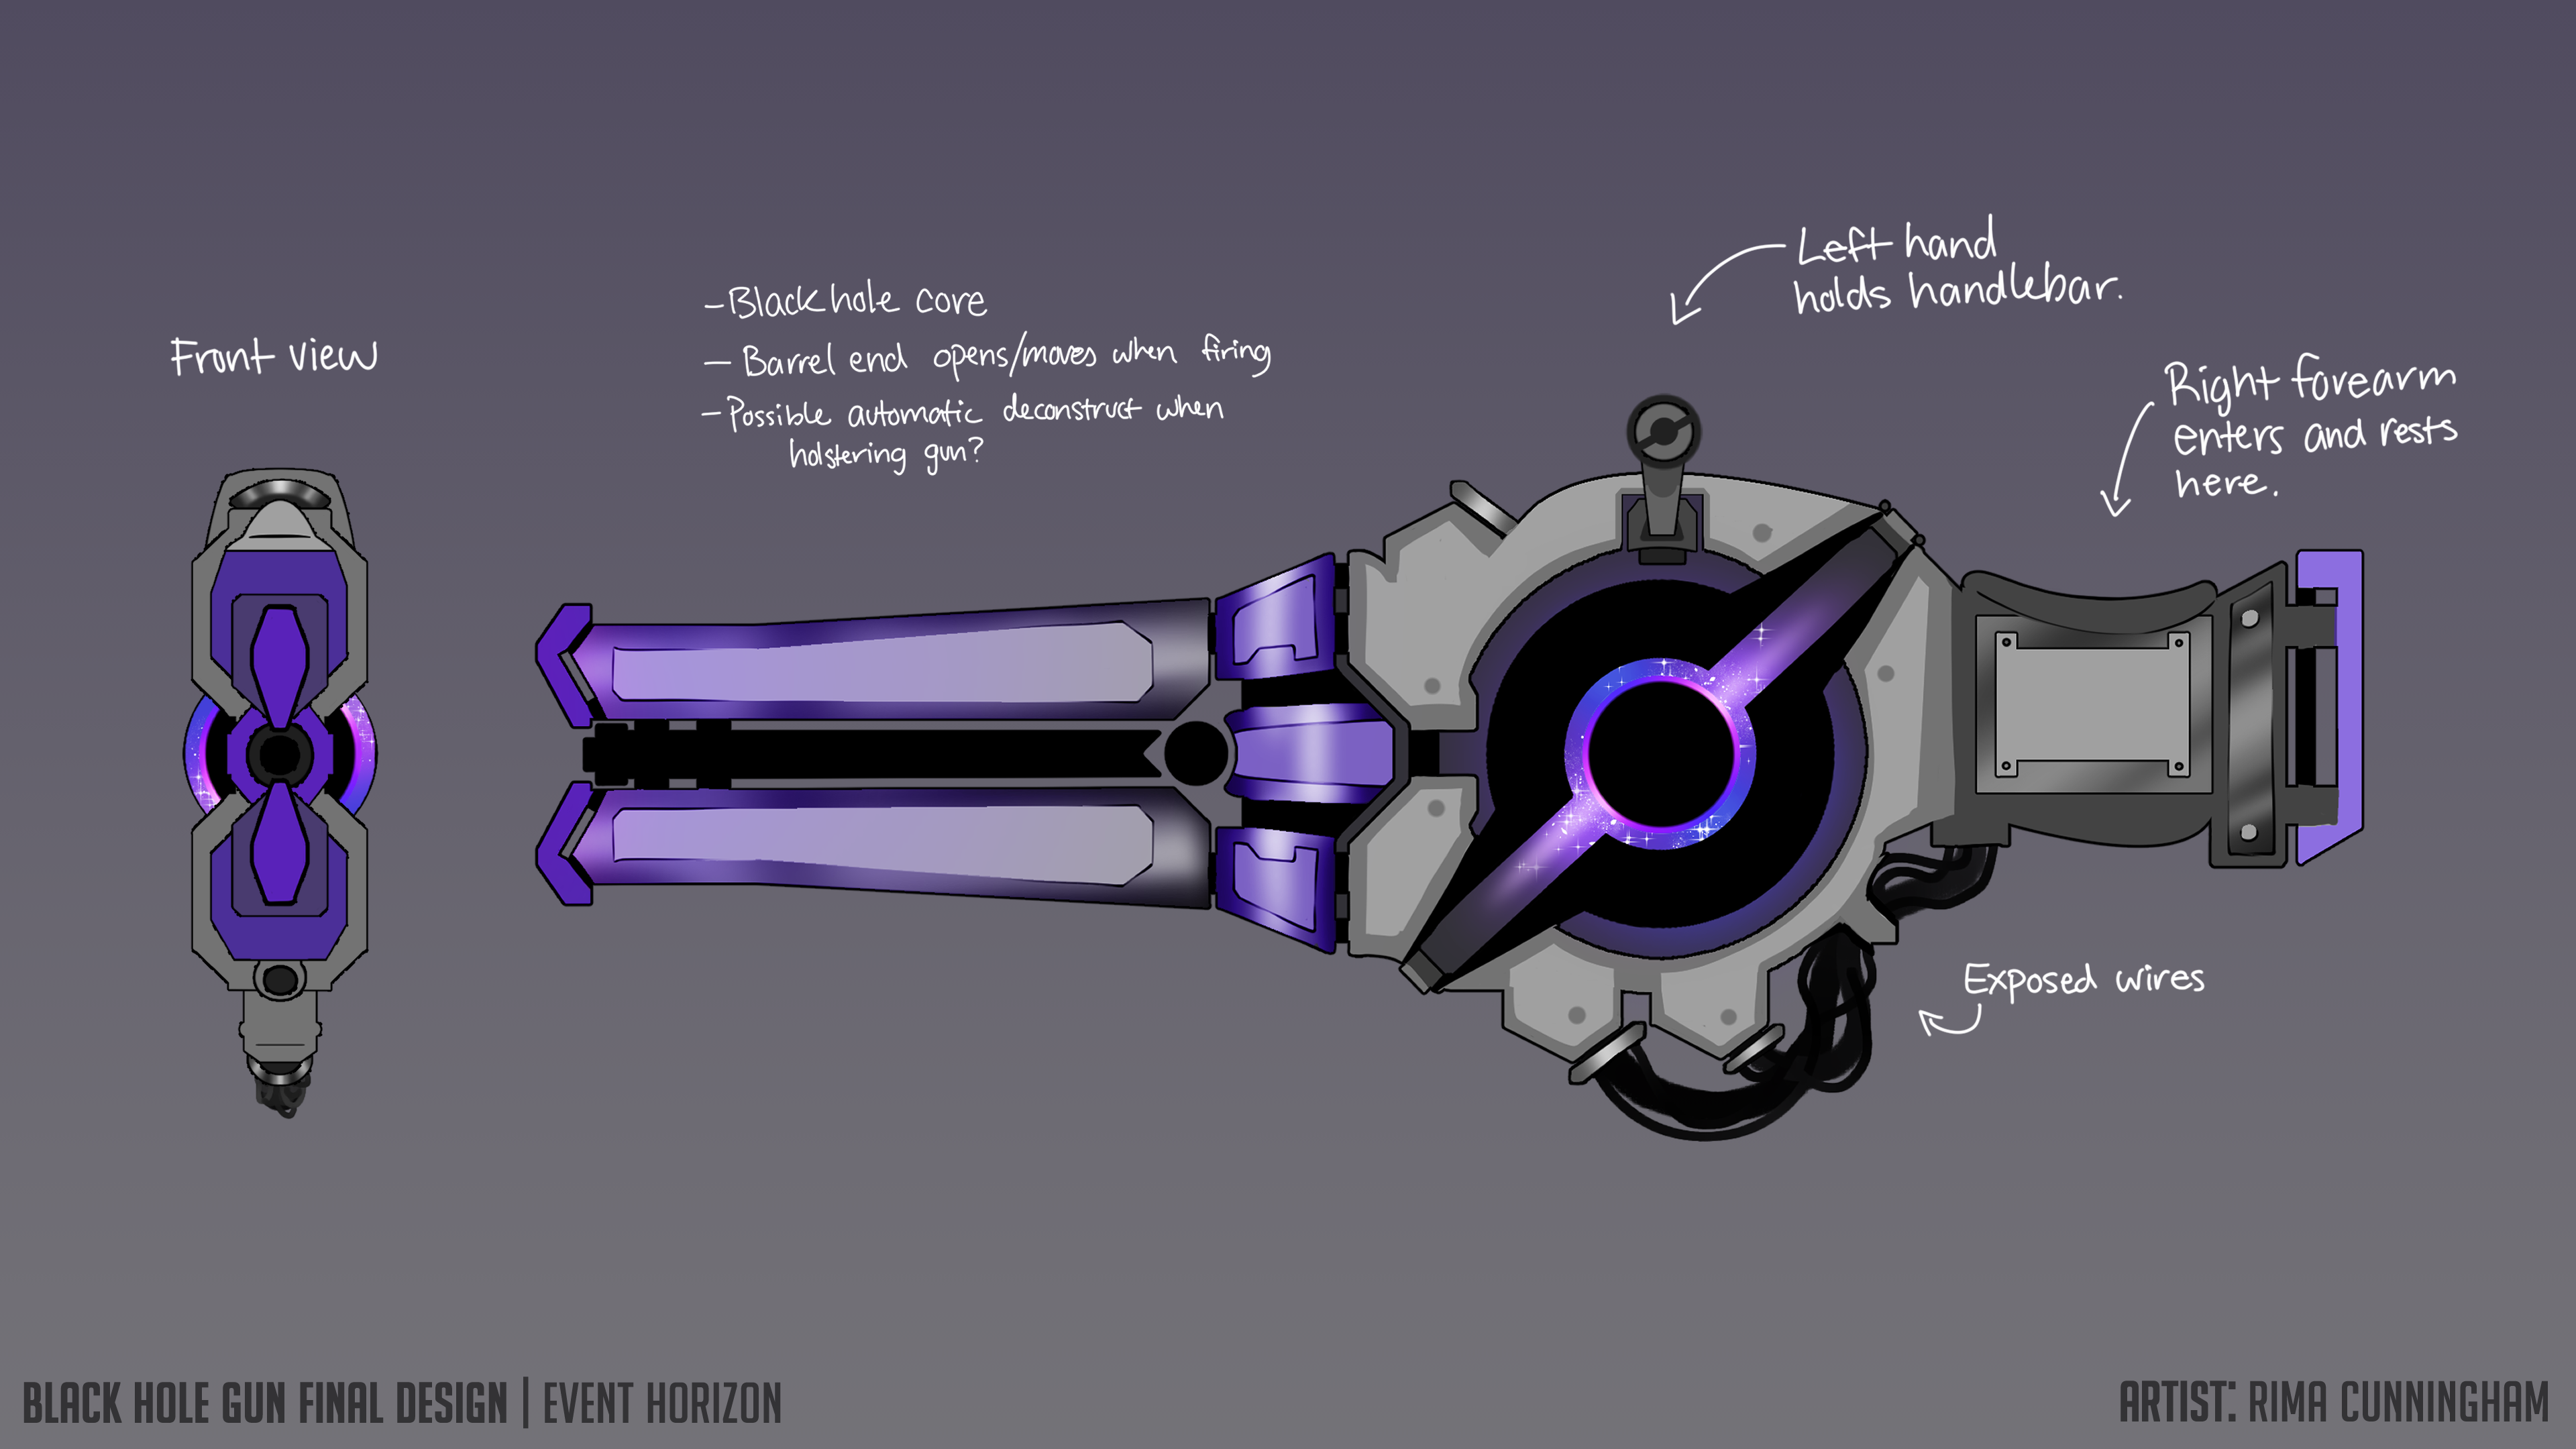 Front view
- Black hole core
- Barrel end opens/moves when firing
- Possible automatic deconstruct when
holstering gun?
Left hand
holds handlebar.
Right forearm
enters and rests
here.
Exposed wires
BLACK HOLE GUN FINAL DESIGN | EVENT HORIZON
ARTIST: RIMA CUNNINGHAM